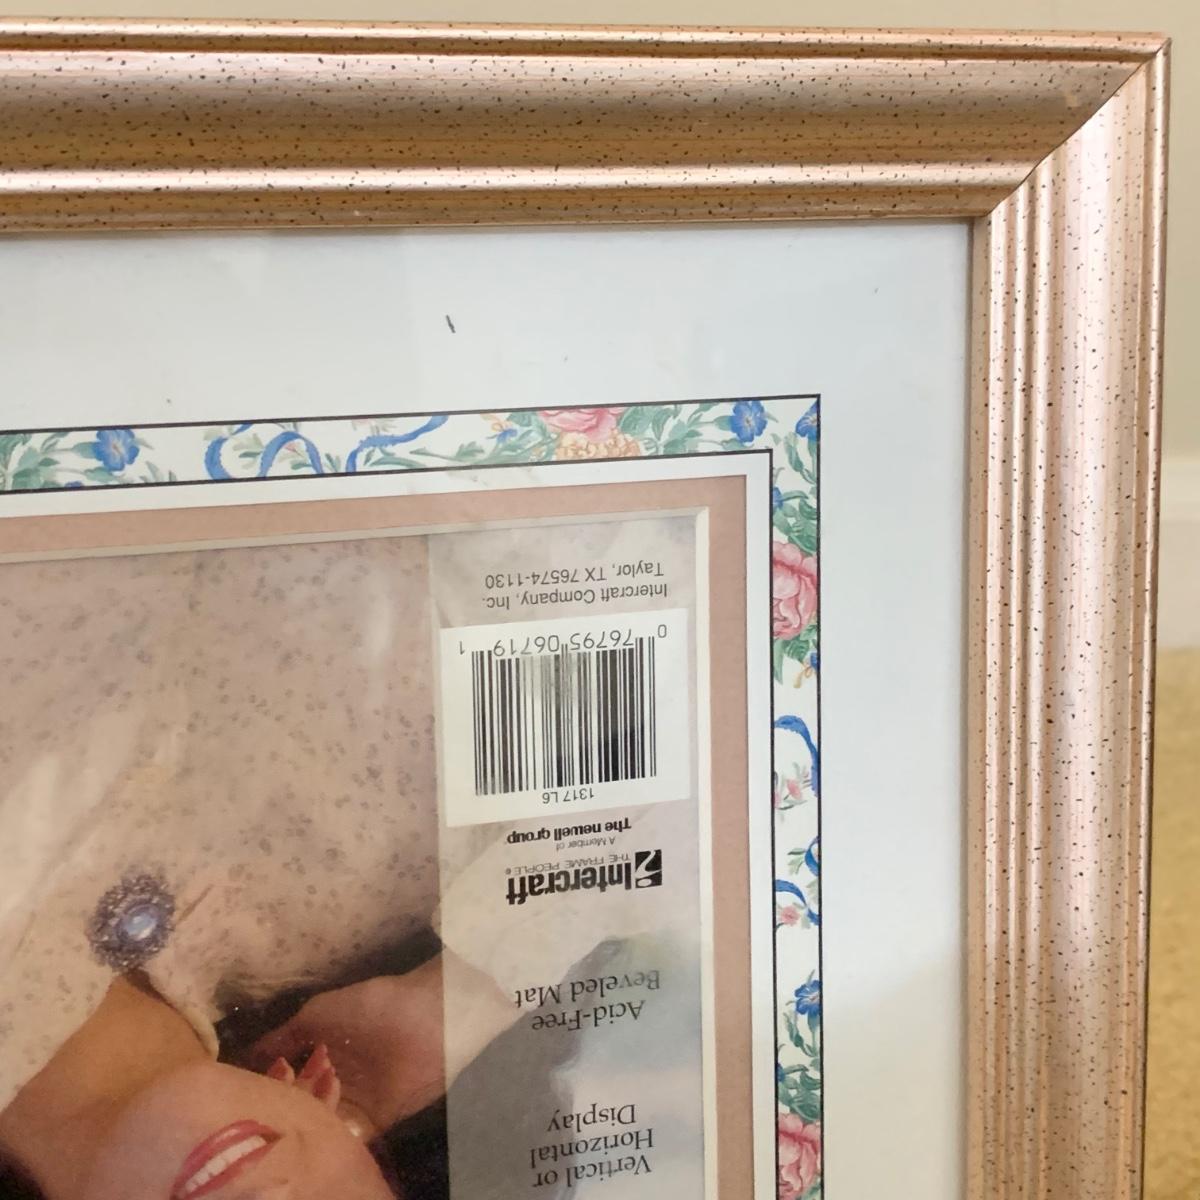 Vertical or
Horizontal
Display
Acid-Free
Beveled Mat
Intercraft
THE FRAME PEOPLE®
A Member of
The newell group
1317 L6
0 76795 06719 1
Intercraft Company, Inc.
Taylor, TX 76574-1130